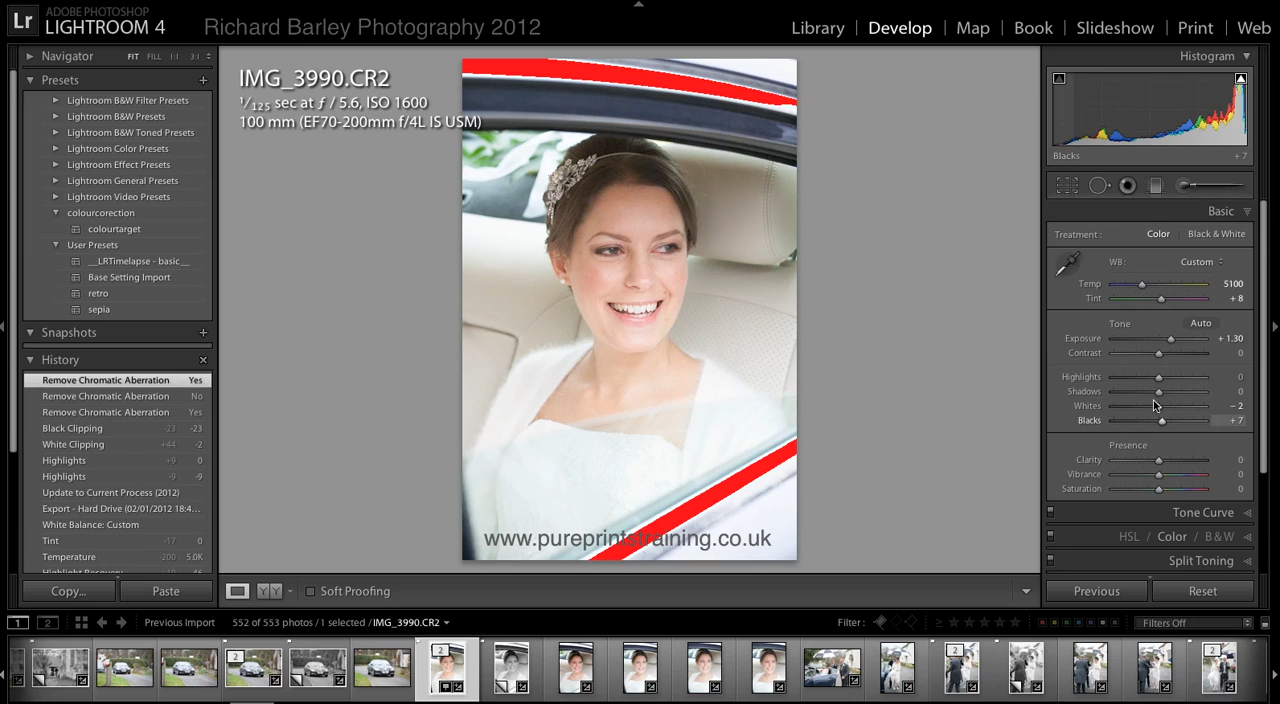 Lr ADOBE PHOTOSHOP
LIGHTROOM 4
Richard Barley Photography 2012
Library | Develop | Map | Book | Slideshow | Print | Web
Navigator FIT FILL 1:1 3:1
Presets +
Lightroom B&W Filter Presets
Lightroom B&W Presets
Lightroom B&W Toned Presets
Lightroom Color Presets
Lightroom Effect Presets
Lightroom General Presets
Lightroom Video Presets
colourcorection
colourtarget
User Presets
__LRTimelapse - basic__
Base Setting Import
retro
sepia
Snapshots +
History ×
Remove Chromatic Aberration Yes
Remove Chromatic Aberration No
Remove Chromatic Aberration Yes
Black Clipping -23 -23
White Clipping +44 -2
Highlights +9 0
Highlights -9 -9
Update to Current Process (2012)
Export - Hard Drive (02/01/2012 18:4...
White Balance: Custom
Tint -17 0
Temperature -200 5.0K
Copy... Paste
IMG_3990.CR2
1/125 sec at ƒ / 5.6, ISO 1600
100 mm (EF70-200mm f/4L IS USM)
www.pureprintstraining.co.uk
YY Soft Proofing
Histogram
Blacks + 7
Basic
Treatment : Color | Black & White
WB : Custom
Temp 5100
Tint + 8
Tone Auto
Exposure + 1.30
Contrast 0
Highlights 0
Shadows 0
Whites − 2
Blacks + 7
Presence
Clarity 0
Vibrance 0
Saturation 0
Tone Curve
HSL / Color / B & W
Split Toning
Previous Reset
1 2 Previous Import 552 of 553 photos / 1 selected / IMG_3990.CR2 Filter : ≥ Filters Off
2 2 2 2